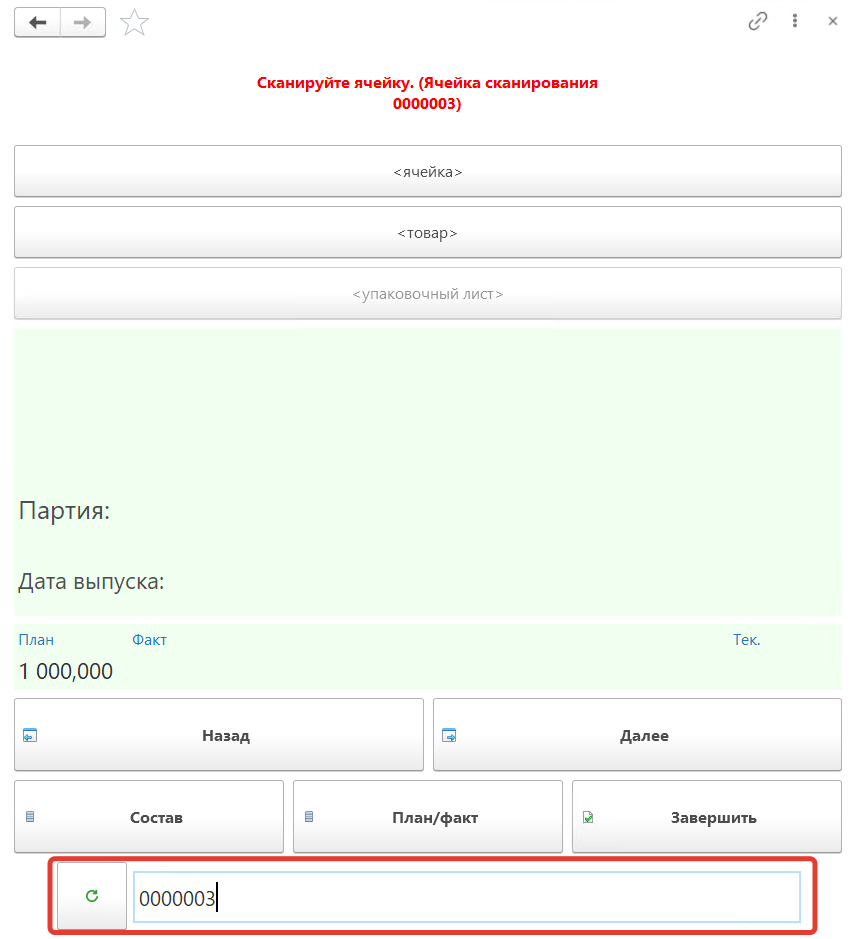 Сканируйте ячейку. (Ячейка сканирования
0000003)
<ячейка>
<товар>
<упаковочный лист>
Партия:
Дата выпуска:
План Факт Тек.
1 000,000
Назад Далее
Состав План/факт Завершить
0000003